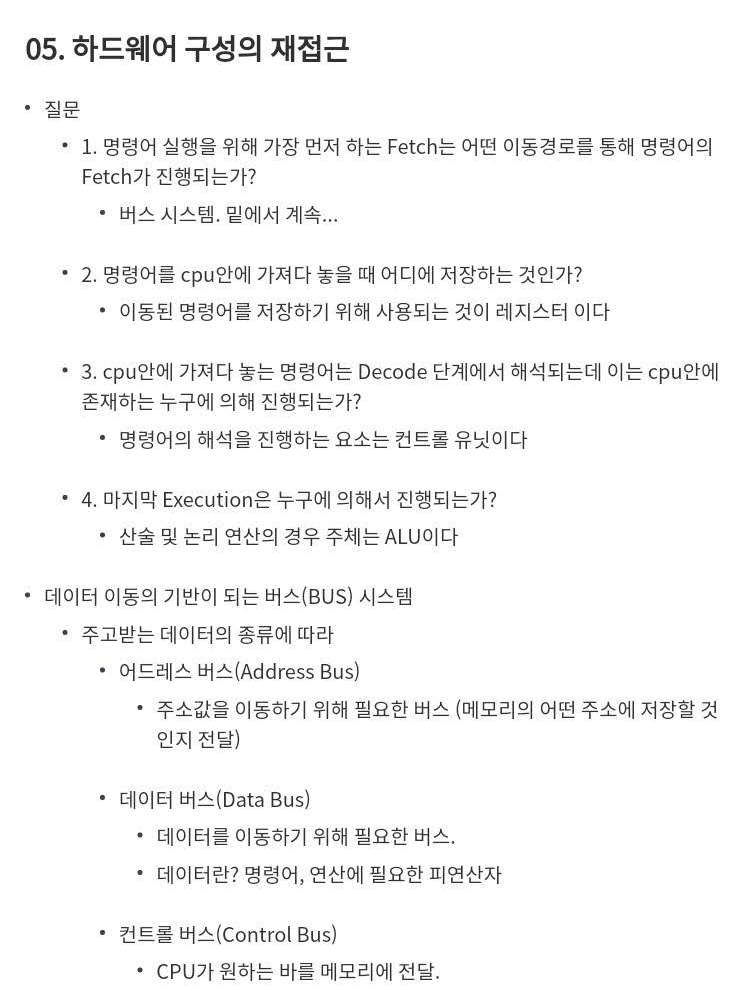 05. 하드웨어 구성의 재접근
• 질문
• 1. 명령어 실행을 위해 가장 먼저 하는 Fetch는 어떤 이동경로를 통해 명령어의
Fetch가 진행되는가?
• 버스 시스템. 밑에서 계속...
• 2. 명령어를 cpu안에 가져다 놓을 때 어디에 저장하는 것인가?
• 이동된 명령어를 저장하기 위해 사용되는 것이 레지스터 이다
• 3. cpu안에 가져다 놓는 명령어는 Decode 단계에서 해석되는데 이는 cpu안에
존재하는 누구에 의해 진행되는가?
• 명령어의 해석을 진행하는 요소는 컨트롤 유닛이다
• 4. 마지막 Execution은 누구에 의해서 진행되는가?
• 산술 및 논리 연산의 경우 주체는 ALU이다
• 데이터 이동의 기반이 되는 버스(BUS) 시스템
• 주고받는 데이터의 종류에 따라
• 어드레스 버스(Address Bus)
• 주소값을 이동하기 위해 필요한 버스 (메모리의 어떤 주소에 저장할 것
인지 전달)
• 데이터 버스(Data Bus)
• 데이터를 이동하기 위해 필요한 버스.
• 데이터란? 명령어, 연산에 필요한 피연산자
• 컨트롤 버스(Control Bus)
• CPU가 원하는 바를 메모리에 전달.